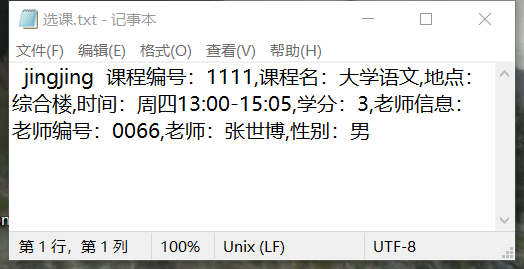 选课.txt - 记事本
文件(F) 编辑(E) 格式(O) 查看(V) 帮助(H)
jingjing 课程编号：1111,课程名：大学语文,地点：
综合楼,时间：周四13:00-15:05,学分：3,老师信息：
老师编号：0066,老师：张世博,性别：男
第 1 行，第 1 列 100% Unix (LF) UTF-8